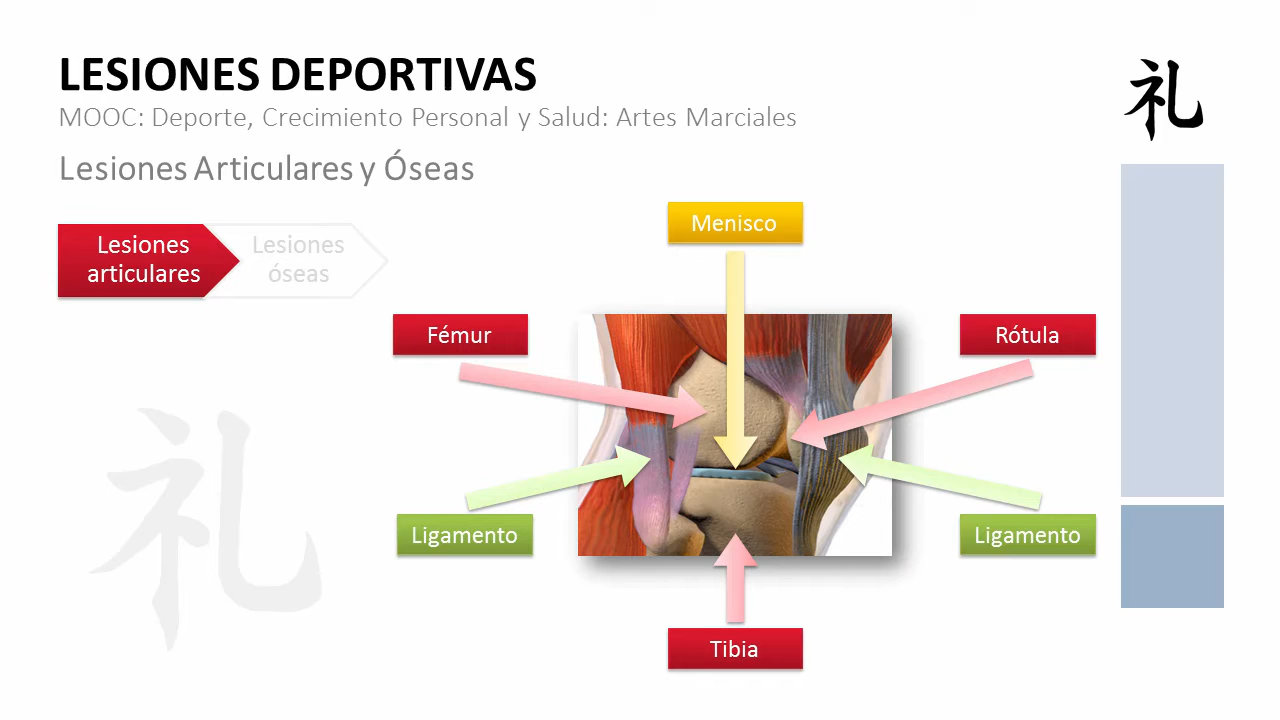 LESIONES DEPORTIVAS
礼
MOOC: Deporte, Crecimiento Personal y Salud: Artes Marciales
Lesiones Articulares y Óseas
Lesiones
articulares
Lesiones
óseas
Menisco
Fémur
Rótula
礼
Ligamento
Ligamento
Tibia